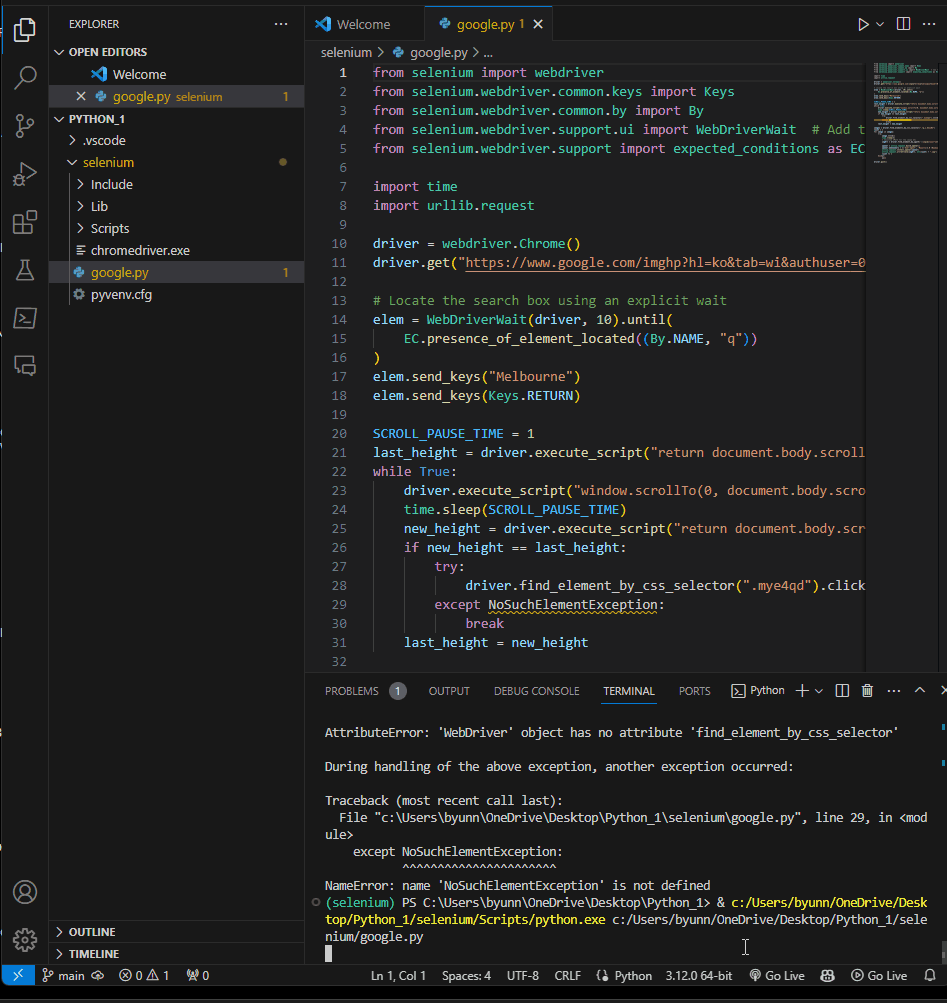 EXPLORER
OPEN EDITORS
Welcome
google.py selenium 1
PYTHON_1
.vscode
selenium
Include
Lib
Scripts
chromedriver.exe
google.py 1
pyvenv.cfg
OUTLINE
TIMELINE
Welcome
google.py 1
selenium > google.py > ...
1 from selenium import webdriver
2 from selenium.webdriver.common.keys import Keys
3 from selenium.webdriver.common.by import By
4 from selenium.webdriver.support.ui import WebDriverWait  # Add t
5 from selenium.webdriver.support import expected_conditions as EC
6
7 import time
8 import urllib.request
9
10 driver = webdriver.Chrome()
11 driver.get("https://www.google.com/imghp?hl=ko&tab=wi&authuser=0
12
13 # Locate the search box using an explicit wait
14 elem = WebDriverWait(driver, 10).until(
15     EC.presence_of_element_located((By.NAME, "q"))
16 )
17 elem.send_keys("Melbourne")
18 elem.send_keys(Keys.RETURN)
19
20 SCROLL_PAUSE_TIME = 1
21 last_height = driver.execute_script("return document.body.scroll
22 while True:
23     driver.execute_script("window.scrollTo(0, document.body.scro
24     time.sleep(SCROLL_PAUSE_TIME)
25     new_height = driver.execute_script("return document.body.scr
26     if new_height == last_height:
27         try:
28             driver.find_element_by_css_selector(".mye4qd").click
29         except NoSuchElementException:
30             break
31     last_height = new_height
32
PROBLEMS 1 OUTPUT DEBUG CONSOLE TERMINAL PORTS Python
AttributeError: 'WebDriver' object has no attribute 'find_element_by_css_selector'
During handling of the above exception, another exception occurred:
Traceback (most recent call last):
  File "c:\Users\byunn\OneDrive\Desktop\Python_1\selenium\google.py", line 29, in <mod
ule>
    except NoSuchElementException:
           ^^^^^^^^^^^^^^^^^^^^^^
NameError: name 'NoSuchElementException' is not defined
(selenium) PS C:\Users\byunn\OneDrive\Desktop\Python_1> & c:/Users/byunn/OneDrive/Desk
top/Python_1/selenium/Scripts/python.exe c:/Users/byunn/OneDrive/Desktop/Python_1/sele
nium/google.py
main 0 1 0 Ln 1, Col 1 Spaces: 4 UTF-8 CRLF Python 3.12.0 64-bit Go Live Go Live